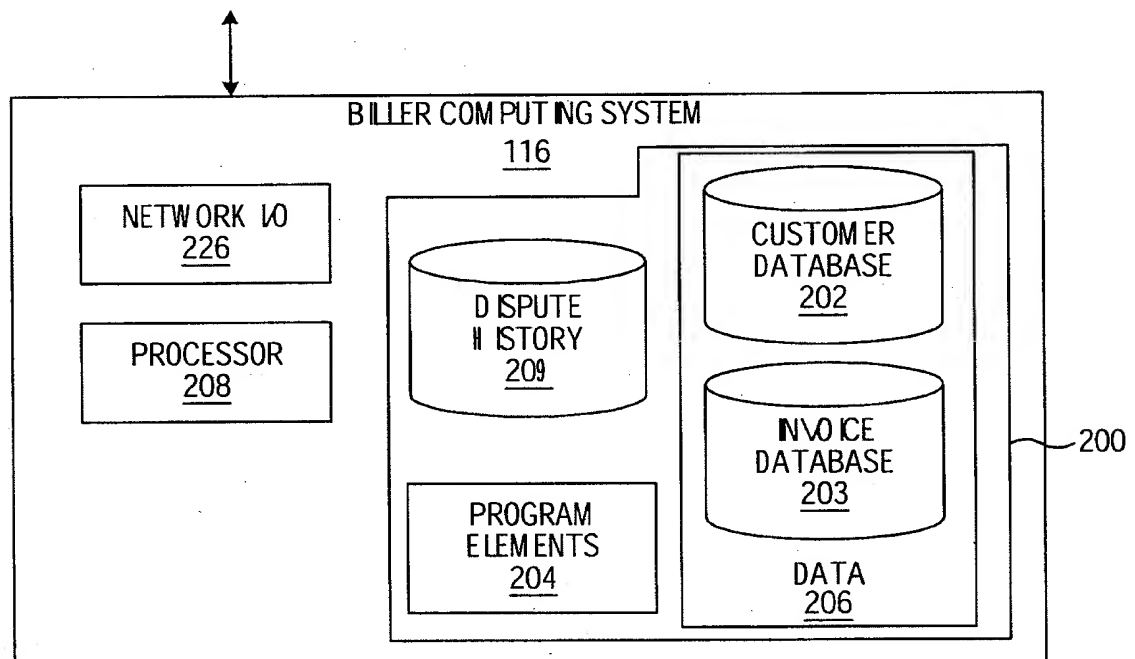 BILLER COMPUTING SYSTEM
116
NETWORK I/O
226
PROCESSOR
208
DISPUTE
HISTORY
209
PROGRAM
ELEMENTS
204
CUSTOMER
DATABASE
202
INVOICE
DATABASE
203
DATA
206
200